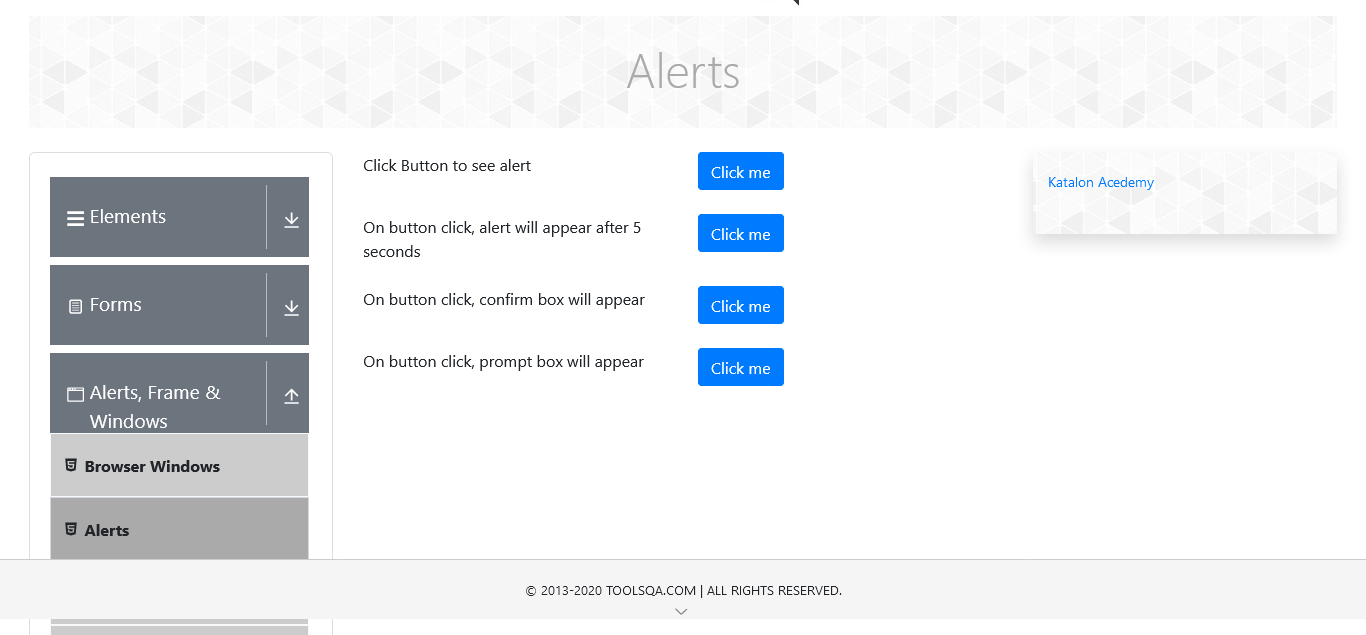 Alerts
Elements
Forms
Alerts, Frame &
Windows
Browser Windows
Alerts
Click Button to see alert
Click me
On button click, alert will appear after 5
seconds
Click me
On button click, confirm box will appear
Click me
On button click, prompt box will appear
Click me
Katalon Acedemy
© 2013-2020 TOOLSQA.COM | ALL RIGHTS RESERVED.